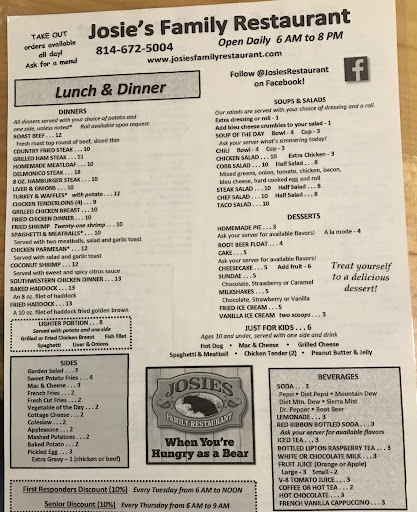 TAKE OUT
orders available
all day!
Ask for a menu!
Josie's Family Restaurant
814-672-5004
Open Daily 6 AM to 8 PM
www.josiesfamilyrestaurant.com
Lunch & Dinner
Follow @JosiesRestaurant
on Facebook!
f
DINNERS
All dinners served with your choice of potato and
one side, unless noted* Roll available upon request.
ROAST BEEF . . . 12
Fresh roast top round of beef, sliced thin
COUNTRY FRIED STEAK . . . 10
GRILLED HAM STEAK . . . 11
HOMEMADE MEATLOAF . . . 10
DELMONICO STEAK . . . 18
8 OZ. HAMBURGER STEAK . . . 10
LIVER & ONIONS . . . 10
TURKEY & WAFFLES* with potato . . . 11
CHICKEN TENDERLOINS (4) . . . 9
GRILLED CHICKEN BREAST . . . 10
FRIED CHICKEN DINNER . . . 10
FRIED SHRIMP Twenty-one shrimp . . . 10
SPAGHETTI & MEATBALLS* . . . 10
Served with two meatballs, salad and garlic toast
CHICKEN PARMESAN* . . . 12
Served with salad and garlic toast
COCONUT SHRIMP* . . . 12
Served with sweet and spicy citrus sauce
SOUTHWESTERN CHICKEN DINNER . . . 13
BAKED HADDOCK . . . 13
An 8 oz. filet of haddock
FRIED HADDOCK . . . 13
A 10 oz. filet of haddock fried golden brown
LIGHTER PORTION . . . 8
Served with potato and one side
Grilled or Fried Chicken Breast Fish Filet
Spaghetti Liver & Onions
SIDES
Garden Salad . . . 3
Sweet Potato Fries . . . 4
Mac & Cheese . . . 3
French Fries . . . 2
Fresh Cut Fries . . . 2
Vegetable of the Day . . . 2
Cottage Cheese . . . 2
Coleslaw . . . 2
Applesauce . . . 2
Mashed Potatoes . . . 2
Baked Potato . . . 2
Pickled Egg . . . 3
Extra Gravy – 1 (chicken or beef)
SOUPS & SALADS
Our salads are served with your choice of dressing and a roll.
Extra dressing or roll - 1
Add bleu cheese crumbles to your salad - 1
SOUP OF THE DAY Bowl - 4 Cup - 3
Ask your server what's simmering today!
CHILI Bowl - 4 Cup - 3
CHICKEN SALAD . . . 10 Extra Chicken - 3
COBB SALAD . . . 10 Half Salad . . . 8
Mixed greens, onion, tomato, chicken, bacon,
bleu cheese, hard cooked egg and roll
STEAK SALAD . . . 10 Half Salad . . . 8
CHEF SALAD . . . 10 Half Salad . . . 8
TACO SALAD . . . 10
DESSERTS
HOMEMADE PIE . . . 3
Ask your server for available flavors! A la mode - 4
ROOT BEER FLOAT . . . 4
CAKE . . . 5
Ask your server for available flavors!
CHEESECAKE . . . 5 Add fruit - 6
SUNDAE . . . 5
Chocolate, Strawberry or Caramel
MILKSHAKES . . . 5
Chocolate, Strawberry or Vanilla
FRIED ICE CREAM . . . 5
VANILLA ICE CREAM two scoops . . . 3
Treat yourself
to a delicious
dessert!
JUST FOR KIDS . . . 6
Ages 10 and under, served with one side and drink
Hot Dog • Mac & Cheese • Grilled Cheese
Spaghetti & Meatball • Chicken Tender (2) • Peanut Butter & Jelly
JOSIES
FAMILY RESTAURANT
When You're
Hungry as a Bear
BEVERAGES
SODA . . . 3
Pepsi • Diet Pepsi • Mountain Dew
Diet Mtn. Dew • Sierra Mist
Dr. Pepper • Root Beer
LEMONADE . . . 3
RED RIBBON BOTTLED SODA . . . 3
Ask your server for available flavors
ICED TEA . . . 3
BOTTLED LIPTON RASPBERRY TEA . . . 3
WHITE OR CHOCOLATE MILK . . . 3
FRUIT JUICE (Orange or Apple)
Large - 3 Small - 2
V-8 TOMATO JUICE . . . 2
COFFEE OR HOT TEA . . . 2
HOT CHOCOLATE . . . 3
FRENCH VANILLA CAPPUCCINO . . . 3
First Responders Discount (10%) Every Tuesday from 6 AM to NOON
Senior Discount (10%) Every Thursday from 6 AM to 9 AM